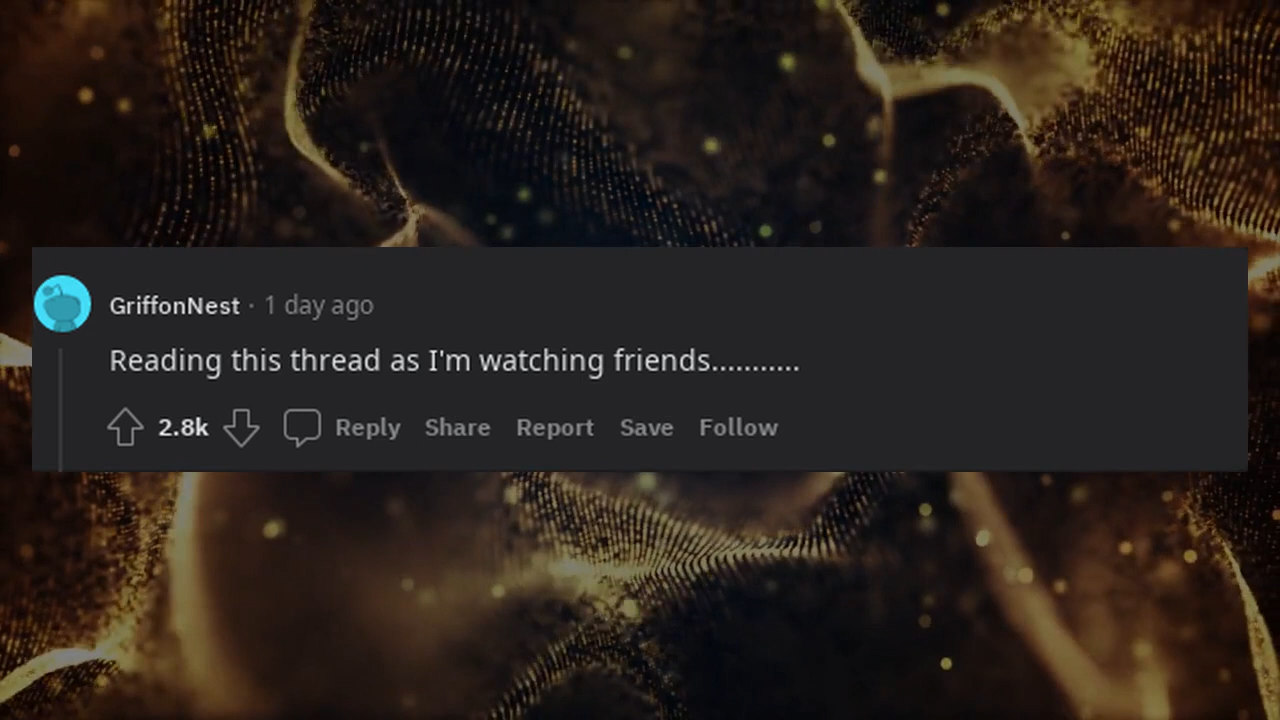 GriffonNest · 1 day ago
Reading this thread as I'm watching friends...........
2.8k Reply Share Report Save Follow